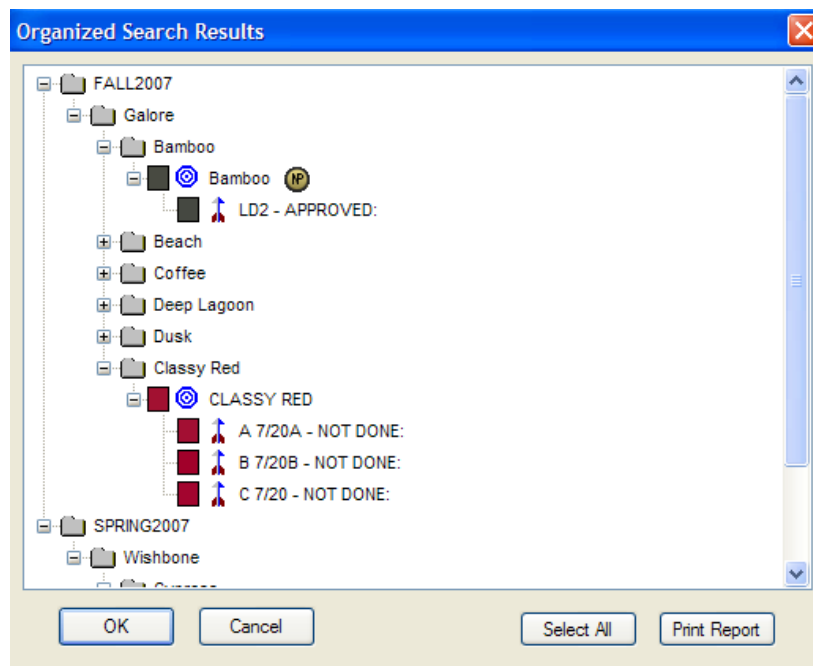 Organized Search Results
FALL2007
Galore
Bamboo
Bamboo NP
LD2 - APPROVED:
Beach
Coffee
Deep Lagoon
Dusk
Classy Red
CLASSY RED
A 7/20A - NOT DONE:
B 7/20B - NOT DONE:
C 7/20 - NOT DONE:
SPRING2007
Wishbone
OK Cancel Select All Print Report